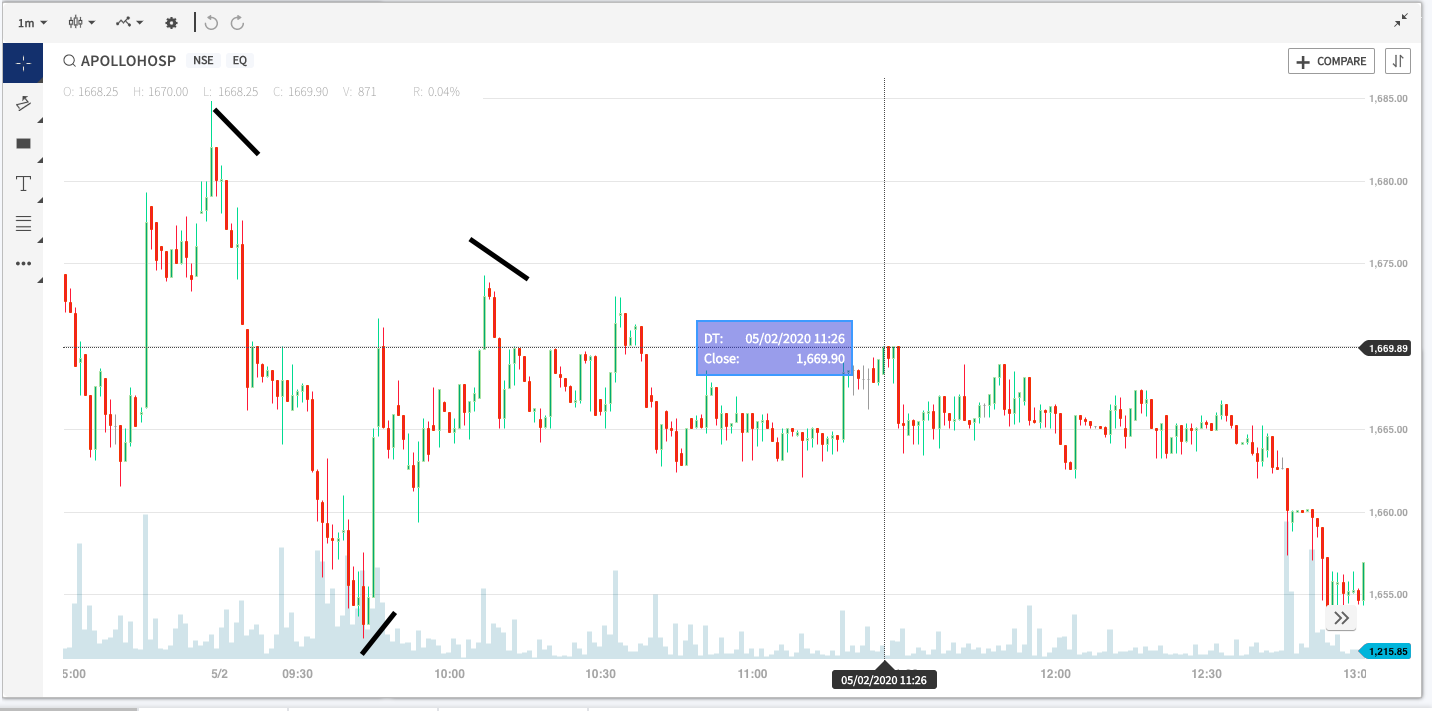 1m
APOLLOHOSP NSE EQ
COMPARE
O: 1668.25 H: 1670.00 L: 1668.25 C: 1669.90 V: 871 R: 0.04%
1,685.00
1,680.00
1,675.00
DT: 05/02/2020 11:26
Close: 1,669.90
1,669.89
1,665.00
1,660.00
1,655.00
1,215.85
5:00 5/2 09:30 10:00 10:30 11:00 12:00 12:30 13:0
05/02/2020 11:26